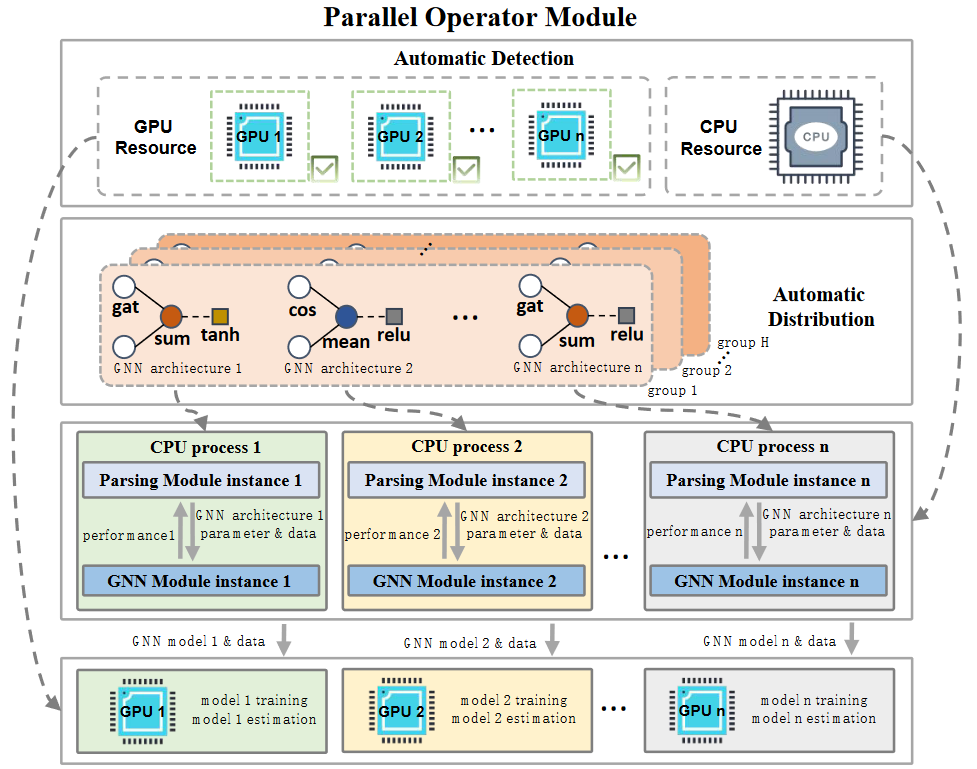 Parallel Operator Module
Automatic Detection
GPU
Resource
GPU 1
GPU 2
...
GPU n
CPU
Resource
CPU
gat
sum
tanh
GNN architecture 1
cos
mean
relu
GNN architecture 2
...
gat
sum
relu
GNN architecture n
group 1
group 2
group H
Automatic
Distribution
CPU process 1
Parsing Module instance 1
performance1
GNN architecture 1
parameter & data
GNN Module instance 1
CPU process 2
Parsing Module instance 2
performance 2
GNN architecture 2
parameter & data
GNN Module instance 2
...
CPU process n
Parsing Module instance n
performance n
GNN architecture n
parameter & data
GNN Module instance n
GNN model 1 & data
GNN model 2 & data
GNN model n & data
GPU 1
model 1 training
model 1 estimation
GPU 2
model 2 training
model 2 estimation
...
GPU n
model n training
model n estimation